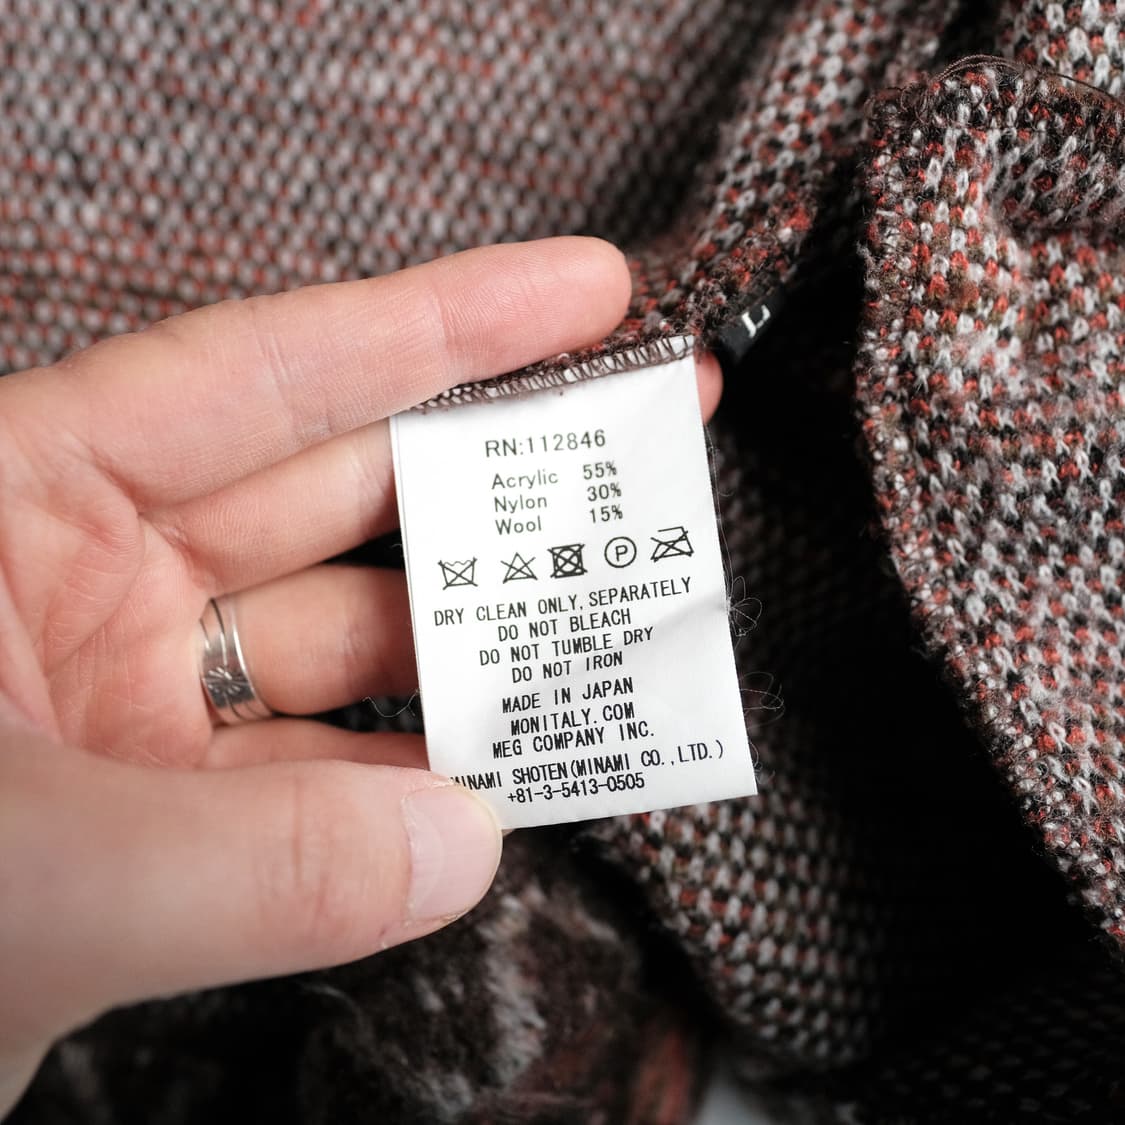 L
RN:112846
Acrylic 55%
Nylon 30%
Wool 15%
P
DRY CLEAN ONLY, SEPARATELY
DO NOT BLEACH
DO NOT TUMBLE DRY
DO NOT IRON
MADE IN JAPAN
MONITALY.COM
MEG COMPANY INC.
MINAMI SHOTEN(MINAMI CO.,LTD.)
+81-3-5413-0505